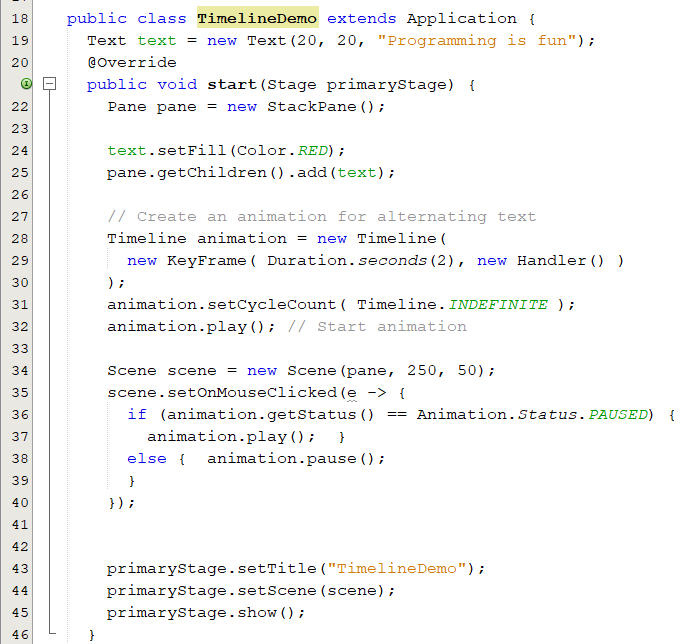 18 public class TimelineDemo extends Application {
19 Text text = new Text(20, 20, "Programming is fun");
20 @Override
public void start(Stage primaryStage) {
22 Pane pane = new StackPane();
23
24 text.setFill(Color.RED);
25 pane.getChildren().add(text);
26
27 // Create an animation for alternating text
28 Timeline animation = new Timeline(
29 new KeyFrame( Duration.seconds(2), new Handler() )
30 );
31 animation.setCycleCount( Timeline.INDEFINITE );
32 animation.play(); // Start animation
33
34 Scene scene = new Scene(pane, 250, 50);
35 scene.setOnMouseClicked(e -> {
36 if (animation.getStatus() == Animation.Status.PAUSED) {
37 animation.play();  }
38 else {  animation.pause();
39 }
40 });
41
42
43 primaryStage.setTitle("TimelineDemo");
44 primaryStage.setScene(scene);
45 primaryStage.show();
46 }